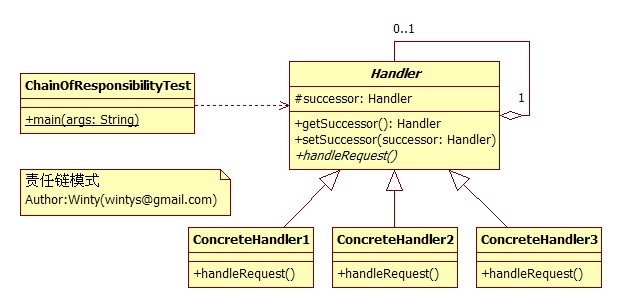 0..1
Handler
#successor: Handler
1
+getSuccessor(): Handler
+setSuccessor(successor: Handler)
+handleRequest()
ChainOfResponsibilityTest
+main(args: String)
责任链模式
Author:Winty(wintys@gmail.com)
ConcreteHandler1
+handleRequest()
ConcreteHandler2
+handleRequest()
ConcreteHandler3
+handleRequest()